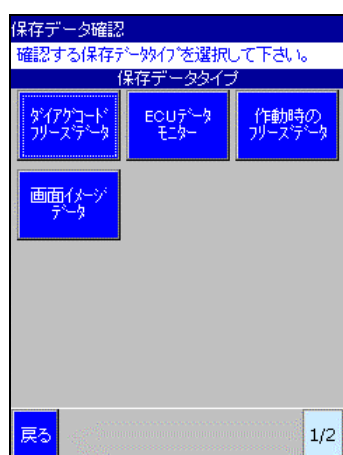 保存データ確認
確認する保存ﾃﾞｰﾀﾀｲﾌﾟを選択して下さい。
保存データタイプ
ﾀﾞｲｱｸﾞｺｰﾄﾞ
ﾌﾘｰｽﾞﾃﾞｰﾀ
ECUﾃﾞｰﾀ
ﾓﾆﾀｰ
作動時の
ﾌﾘｰｽﾞﾃﾞｰﾀ
画面ｲﾒｰｼﾞ
ﾃﾞｰﾀ
戻る
1/2